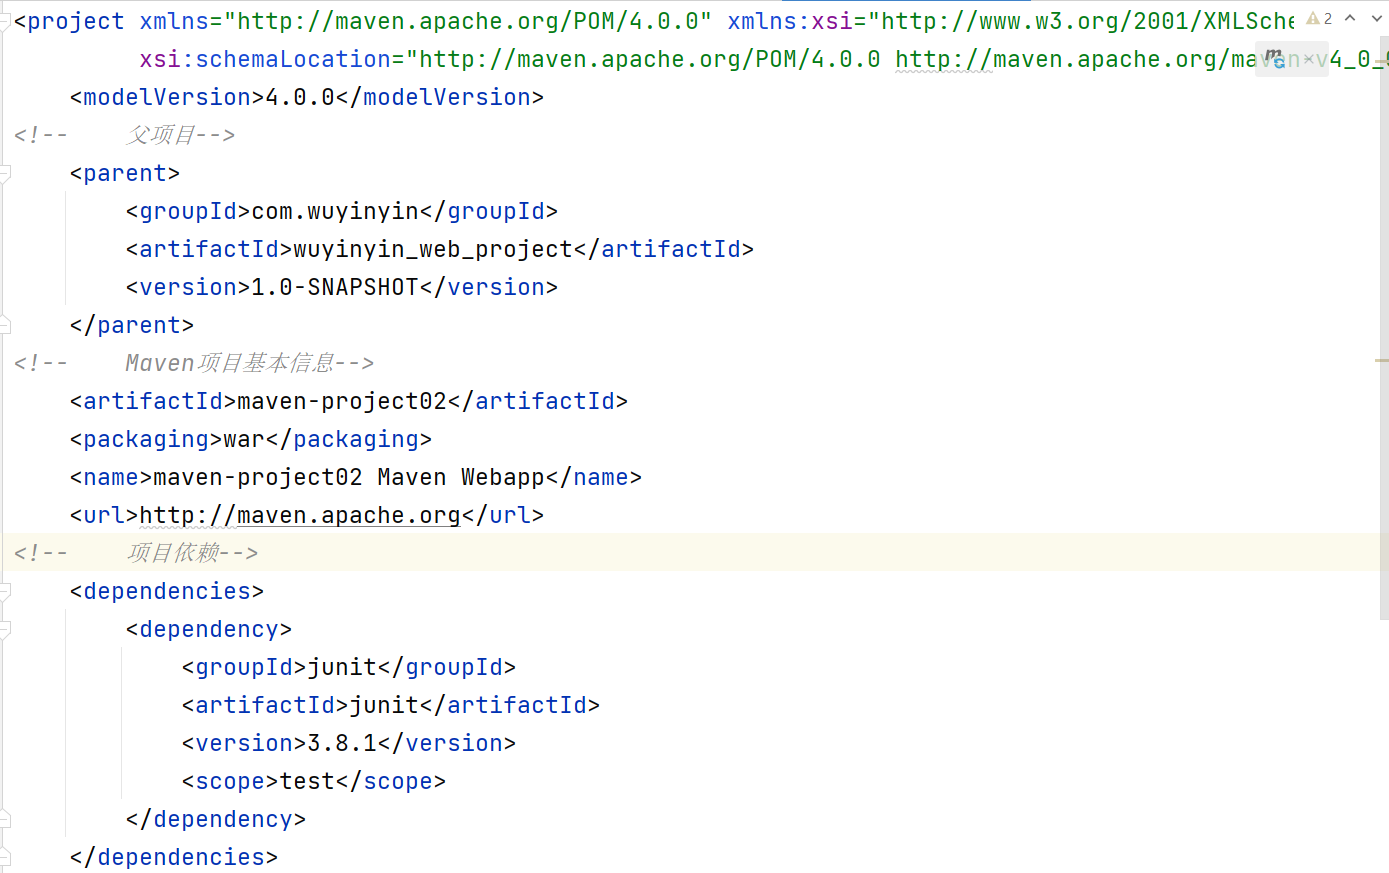 <project xmlns="http://maven.apache.org/POM/4.0.0" xmlns:xsi="http://www.w3.org/2001/XMLSche 2
xsi:schemaLocation="http://maven.apache.org/POM/4.0.0 http://maven.apache.org/maven-v4_0_
<modelVersion>4.0.0</modelVersion>
<!-- 父项目-->
<parent>
<groupId>com.wuyinyin</groupId>
<artifactId>wuyinyin_web_project</artifactId>
<version>1.0-SNAPSHOT</version>
</parent>
<!-- Maven项目基本信息-->
<artifactId>maven-project02</artifactId>
<packaging>war</packaging>
<name>maven-project02 Maven Webapp</name>
<url>http://maven.apache.org</url>
<!-- 项目依赖-->
<dependencies>
<dependency>
<groupId>junit</groupId>
<artifactId>junit</artifactId>
<version>3.8.1</version>
<scope>test</scope>
</dependency>
</dependencies>